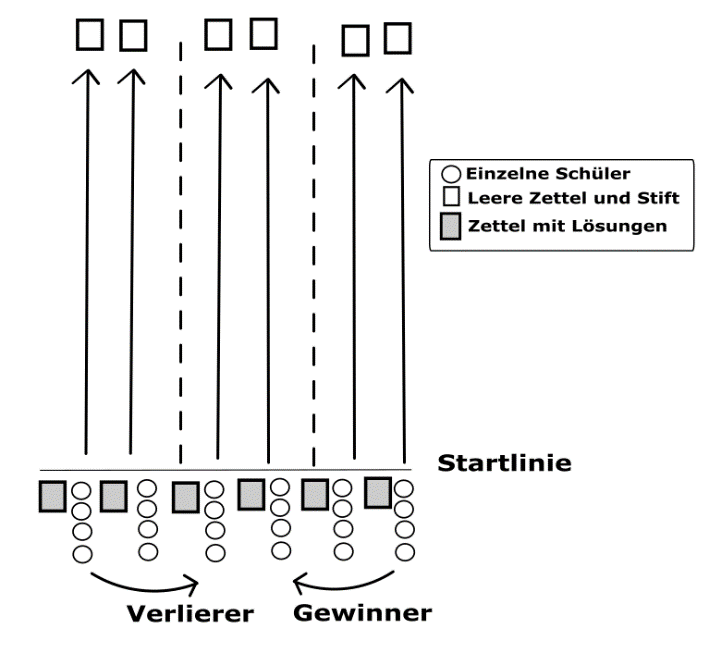 Einzelne Schüler
Leere Zettel und Stift
Zettel mit Lösungen
Startlinie
Verlierer
Gewinner